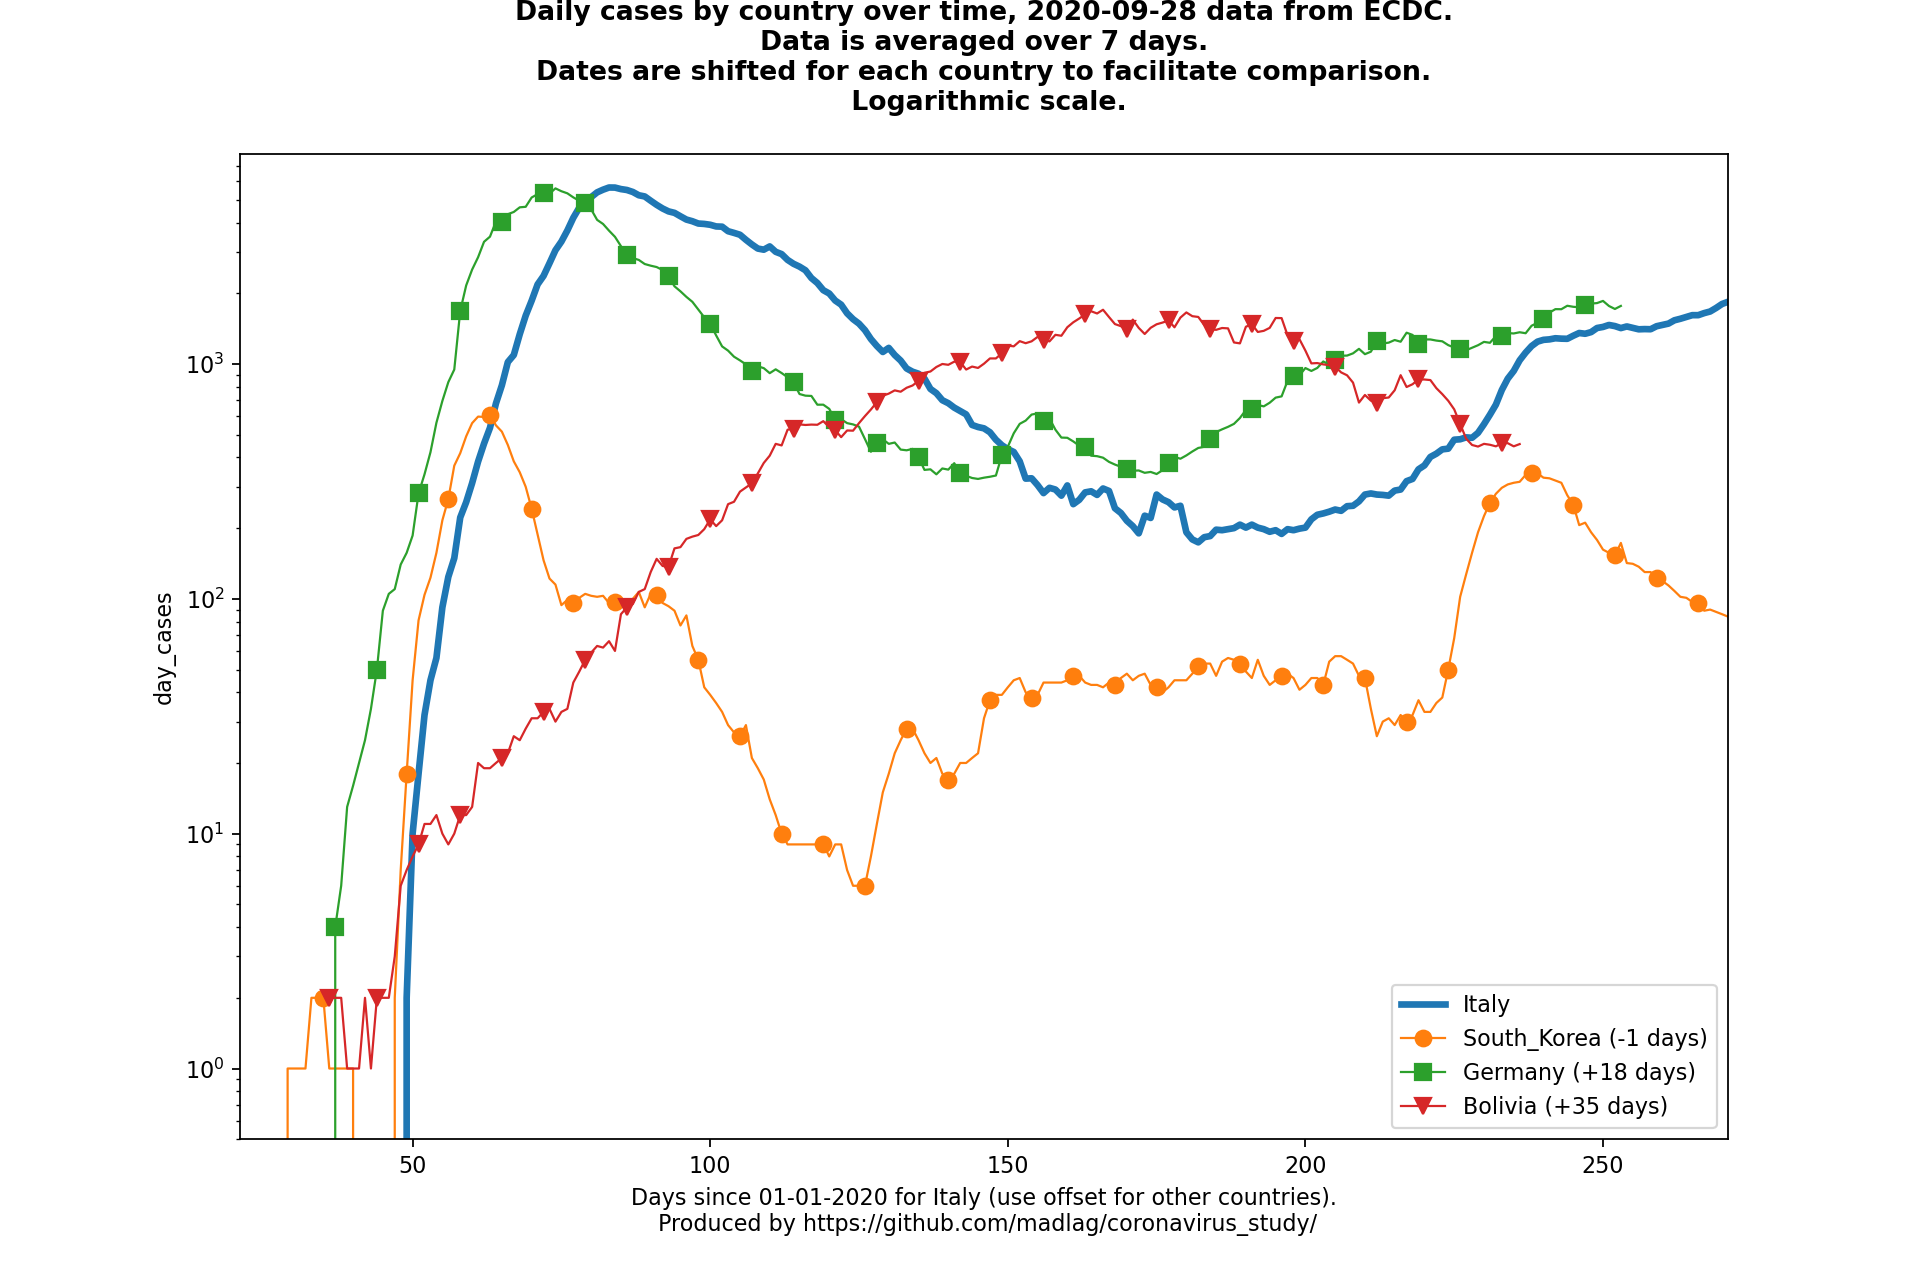 Daily cases by country over time, 2020-09-28 data from ECDC.
Data is averaged over 7 days.
Dates are shifted for each country to facilitate comparison.
Logarithmic scale.
day_cases
10³
10²
10¹
10⁰
50
100
150
200
250
Italy
South_Korea (-1 days)
Germany (+18 days)
Bolivia (+35 days)
Days since 01-01-2020 for Italy (use offset for other countries).
Produced by https://github.com/madlag/coronavirus_study/